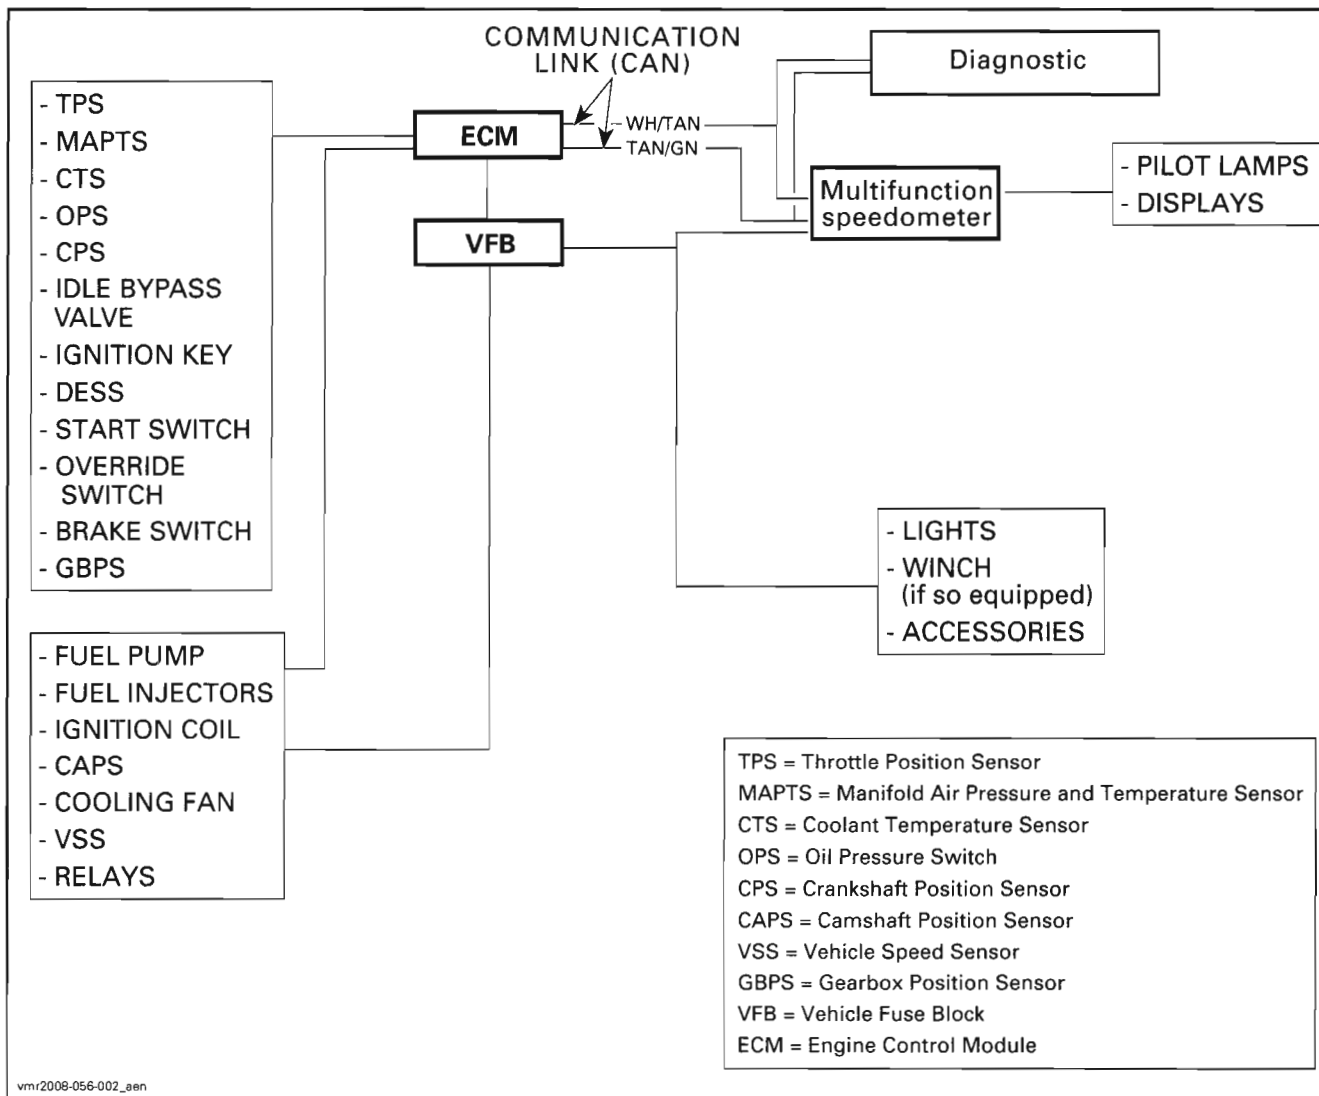 COMMUNICATION
LINK (CAN)
Diagnostic
- TPS
- MAPTS
- CTS
- OPS
- CPS
- IDLE BYPASS
VALVE
- IGNITION KEY
- DESS
- START SWITCH
- OVERRIDE
SWITCH
- BRAKE SWITCH
- GBPS
ECM
WH/TAN
TAN/GN
VFB
Multifunction
speedometer
- PILOT LAMPS
- DISPLAYS
- LIGHTS
- WINCH
(if so equipped)
- ACCESSORIES
- FUEL PUMP
- FUEL INJECTORS
- IGNITION COIL
- CAPS
- COOLING FAN
- VSS
- RELAYS
TPS = Throttle Position Sensor
MAPTS = Manifold Air Pressure and Temperature Sensor
CTS = Coolant Temperature Sensor
OPS = Oil Pressure Switch
CPS = Crankshaft Position Sensor
CAPS = Camshaft Position Sensor
VSS = Vehicle Speed Sensor
GBPS = Gearbox Position Sensor
VFB = Vehicle Fuse Block
ECM = Engine Control Module
vmr2008-056-002_aen